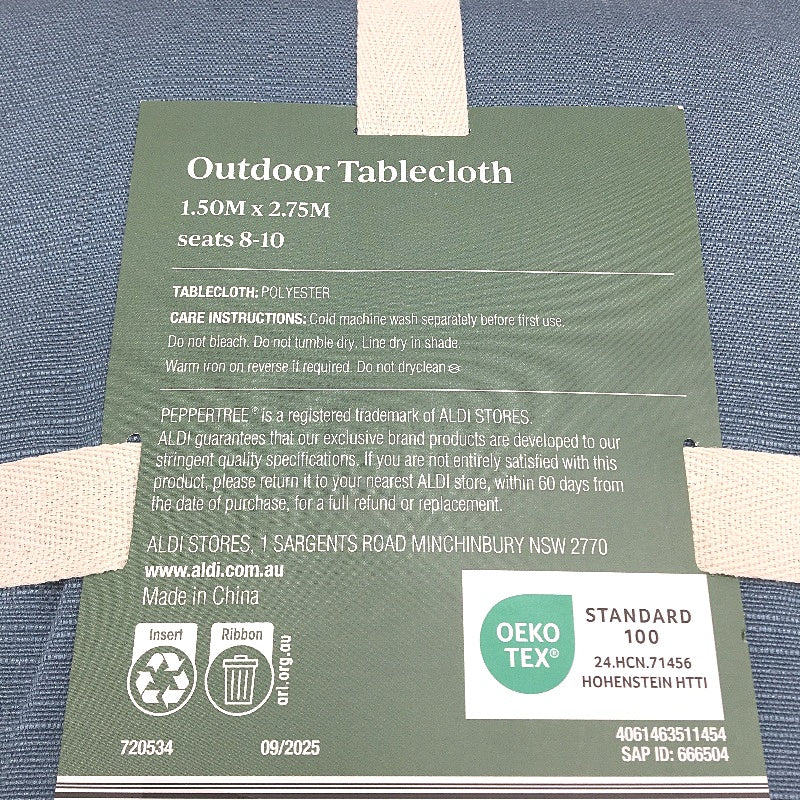 Outdoor Tablecloth
1.50M x 2.75M
seats 8-10
TABLECLOTH: POLYESTER
CARE INSTRUCTIONS: Cold machine wash separately before first use.
Do not bleach. Do not tumble dry. Line dry in shade.
Warm iron on reverse if required. Do not dryclean
PEPPERTREE® is a registered trademark of ALDI STORES.
ALDI guarantees that our exclusive brand products are developed to our
stringent quality specifications. If you are not entirely satisfied with this
product, please return it to your nearest ALDI store, within 60 days from
the date of purchase, for a full refund or replacement.
ALDI STORES, 1 SARGENTS ROAD MINCHINBURY NSW 2770
www.aldi.com.au
Made in China
Insert
Ribbon
arl.org.au
OEKO
TEX®
STANDARD
100
24.HCN.71456
HOHENSTEIN HTTI
720534
09/2025
4061463511454
SAP ID: 666504